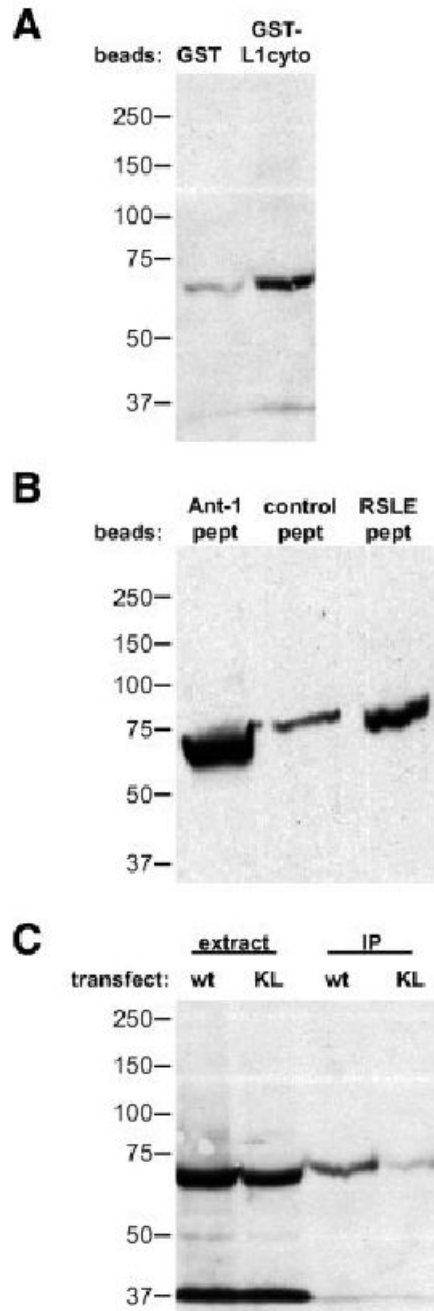 A
GST-
beads: GST L1cyto
250
150
100
75
50
37
B
Ant-1 control RSLE
beads: pept pept pept
250
150
100
75
50
37
C
extract IP
transfect: wt KL wt KL
250
150
100
75
50
37